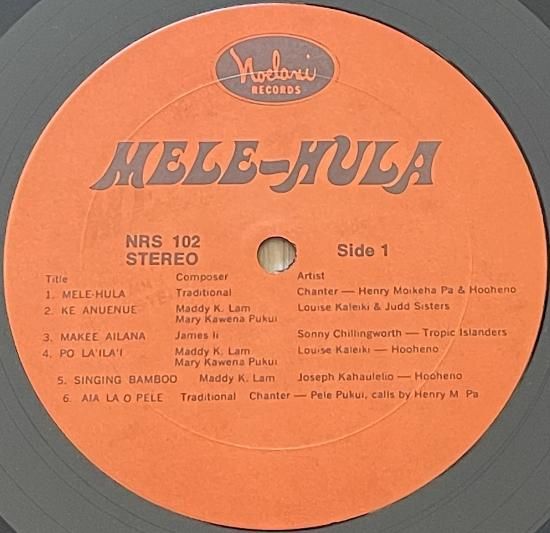 Noelani
RECORDS
MELE-HULA
NRS 102
STEREO
Side 1
Title Composer Artist
1. MELE-HULA Traditional Chanter — Henry Moikeha Pa & Hooheno
2. KE ANUENUE Maddy K. Lam Louise Kaleiki & Judd Sisters
Mary Kawena Pukui
3. MAKEE AILANA James Ii Sonny Chillingworth — Tropic Islanders
4. PO LA'ILA'I Maddy K. Lam Louise Kaleiki — Hooheno
Mary Kawena Pukui
5. SINGING BAMBOO Maddy K. Lam Joseph Kahaulelio — Hooheno
6. AIA LA O PELE Traditional Chanter — Pele Pukui, calls by Henry M Pa